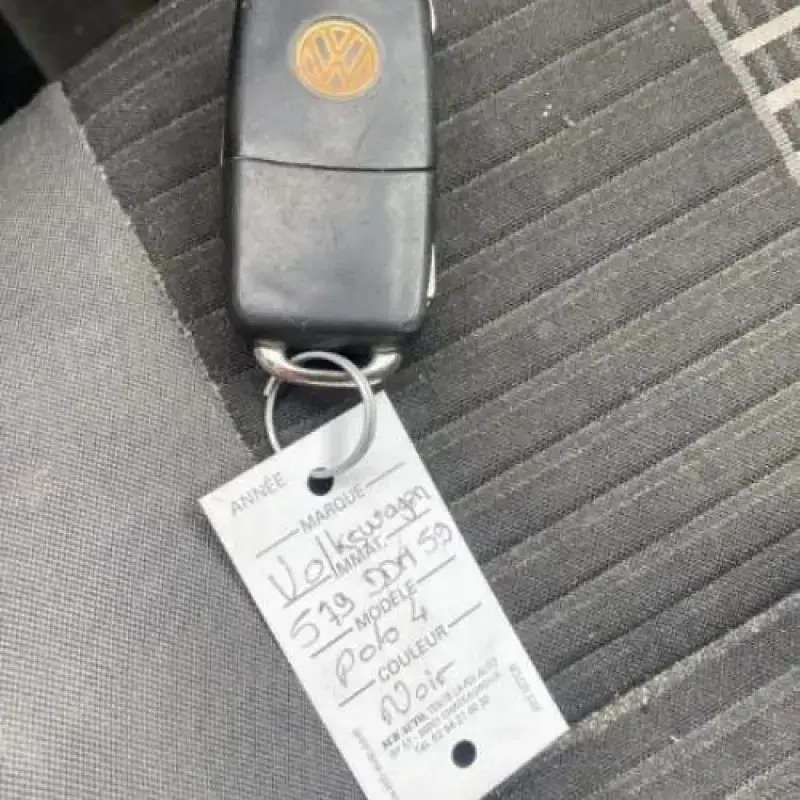 ANNÉE
MARQUE
Volkswagen
IMMAT.
579 DDM 59
MODÈLE
Polo 4
COULEUR
Noir